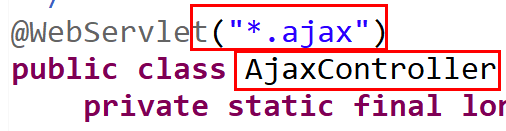 @WebServlet("*.ajax")
public class AjaxController
private static final lon